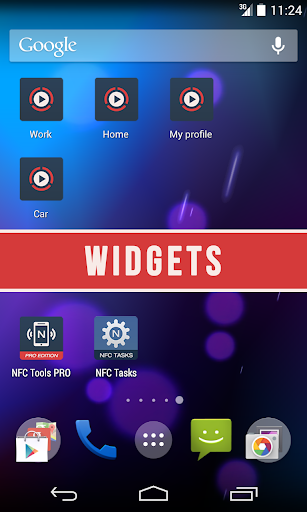 3G 11:24
Google
Work Home My profile
Car
WIDGETS
N N
PRO EDITION NFC TASKS
NFC Tools PRO NFC Tasks